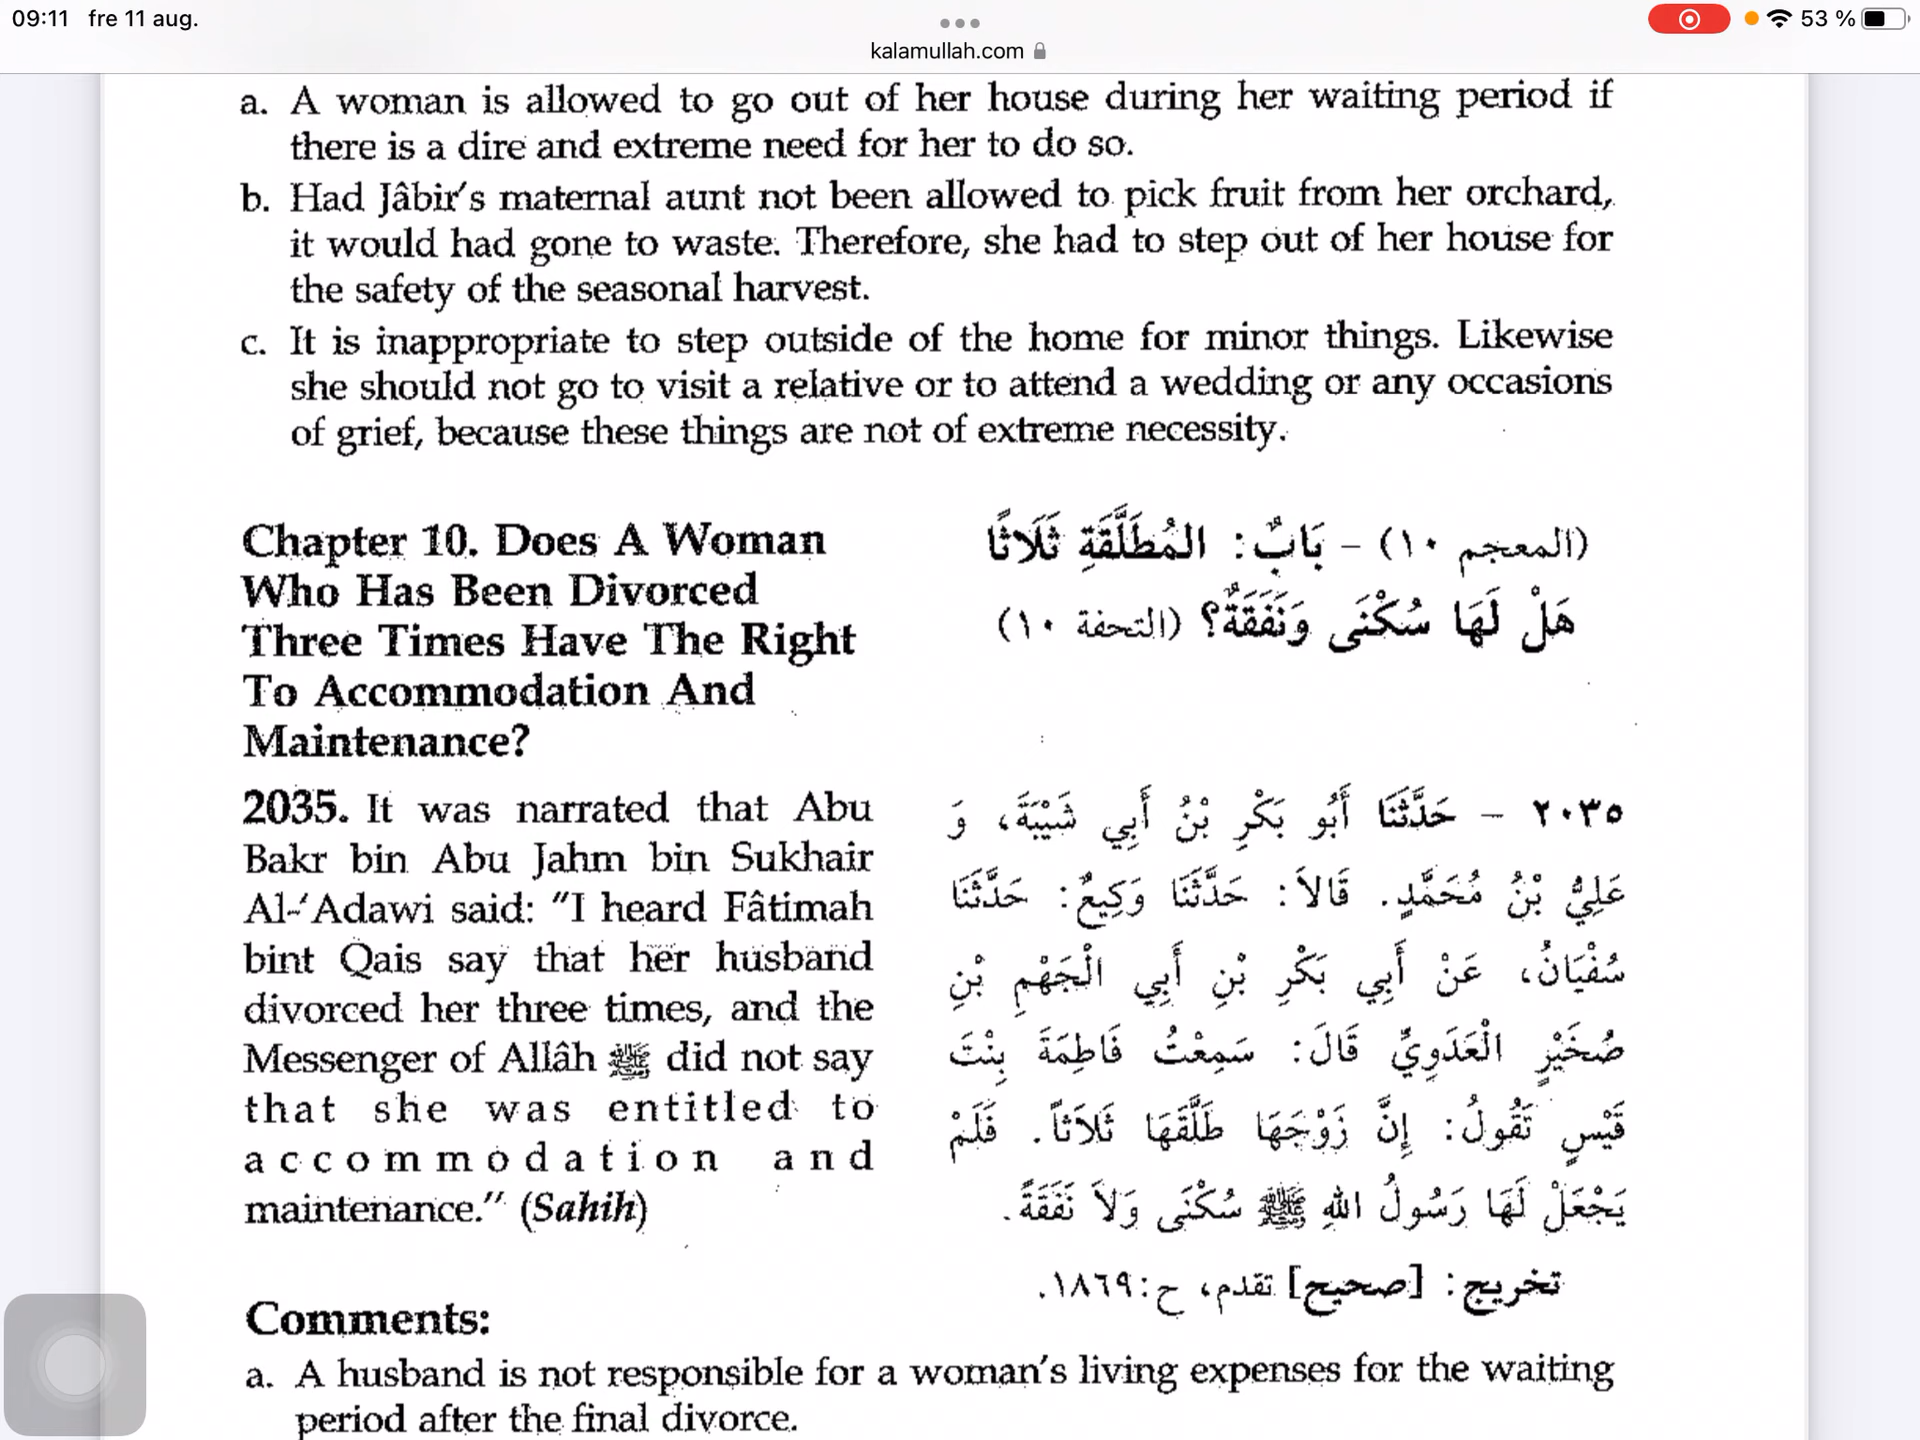 09:11 fre 11 aug.
53 %
kalamullah.com
a. A woman is allowed to go out of her house during her waiting period if
there is a dire and extreme need for her to do so.
b. Had Jâbir's maternal aunt not been allowed to pick fruit from her orchard,
it would had gone to waste. Therefore, she had to step out of her house for
the safety of the seasonal harvest.
c. It is inappropriate to step outside of the home for minor things. Likewise
she should not go to visit a relative or to attend a wedding or any occasions
of grief, because these things are not of extreme necessity.
Chapter 10. Does A Woman
Who Has Been Divorced
Three Times Have The Right
To Accommodation And
Maintenance?
(المعجم ١٠) - بَابٌ: المُطَلَّقَةِ ثَلَاثًا
هَلْ لَهَا سُكْنَى وَنَفَقَةٌ؟ (التحفة ١٠)
2035. It was narrated that Abu
Bakr bin Abu Jahm bin Sukhair
Al-'Adawi said: "I heard Fâtimah
bint Qais say that her husband
divorced her three times, and the
Messenger of Allâh ﷺ did not say
that she was entitled to
accommodation and
maintenance." (Sahih)
٢٠٣٥ - حَدَّثَنَا أَبُو بَكْرِ بْنُ أَبِي شَيْبَةَ، وَ
عَلِيُّ بْنُ مُحَمَّدٍ. قَالاَ: حَدَّثَنَا وَكِيعٌ: حَدَّثَنَا
سُفْيَانُ، عَنْ أَبِي بَكْرِ بْنِ أَبِي الْجَهْمِ بْنِ
صُخَيْرٍ الْعَدَوِيِّ قَالَ: سَمِعْتُ فَاطِمَةَ بِنْتَ
قَيْسٍ تَقُولُ: إِنَّ زَوْجَهَا طَلَّقَهَا ثَلاَثاً. فَلَمْ
يَجْعَلْ لَهَا رَسُولُ اللهِ ﷺ سُكْنَى وَلاَ نَفَقَةً.
تخريج: [صحيح] تقدم، ح:١٨٦٩.
Comments:
a. A husband is not responsible for a woman's living expenses for the waiting
period after the final divorce.